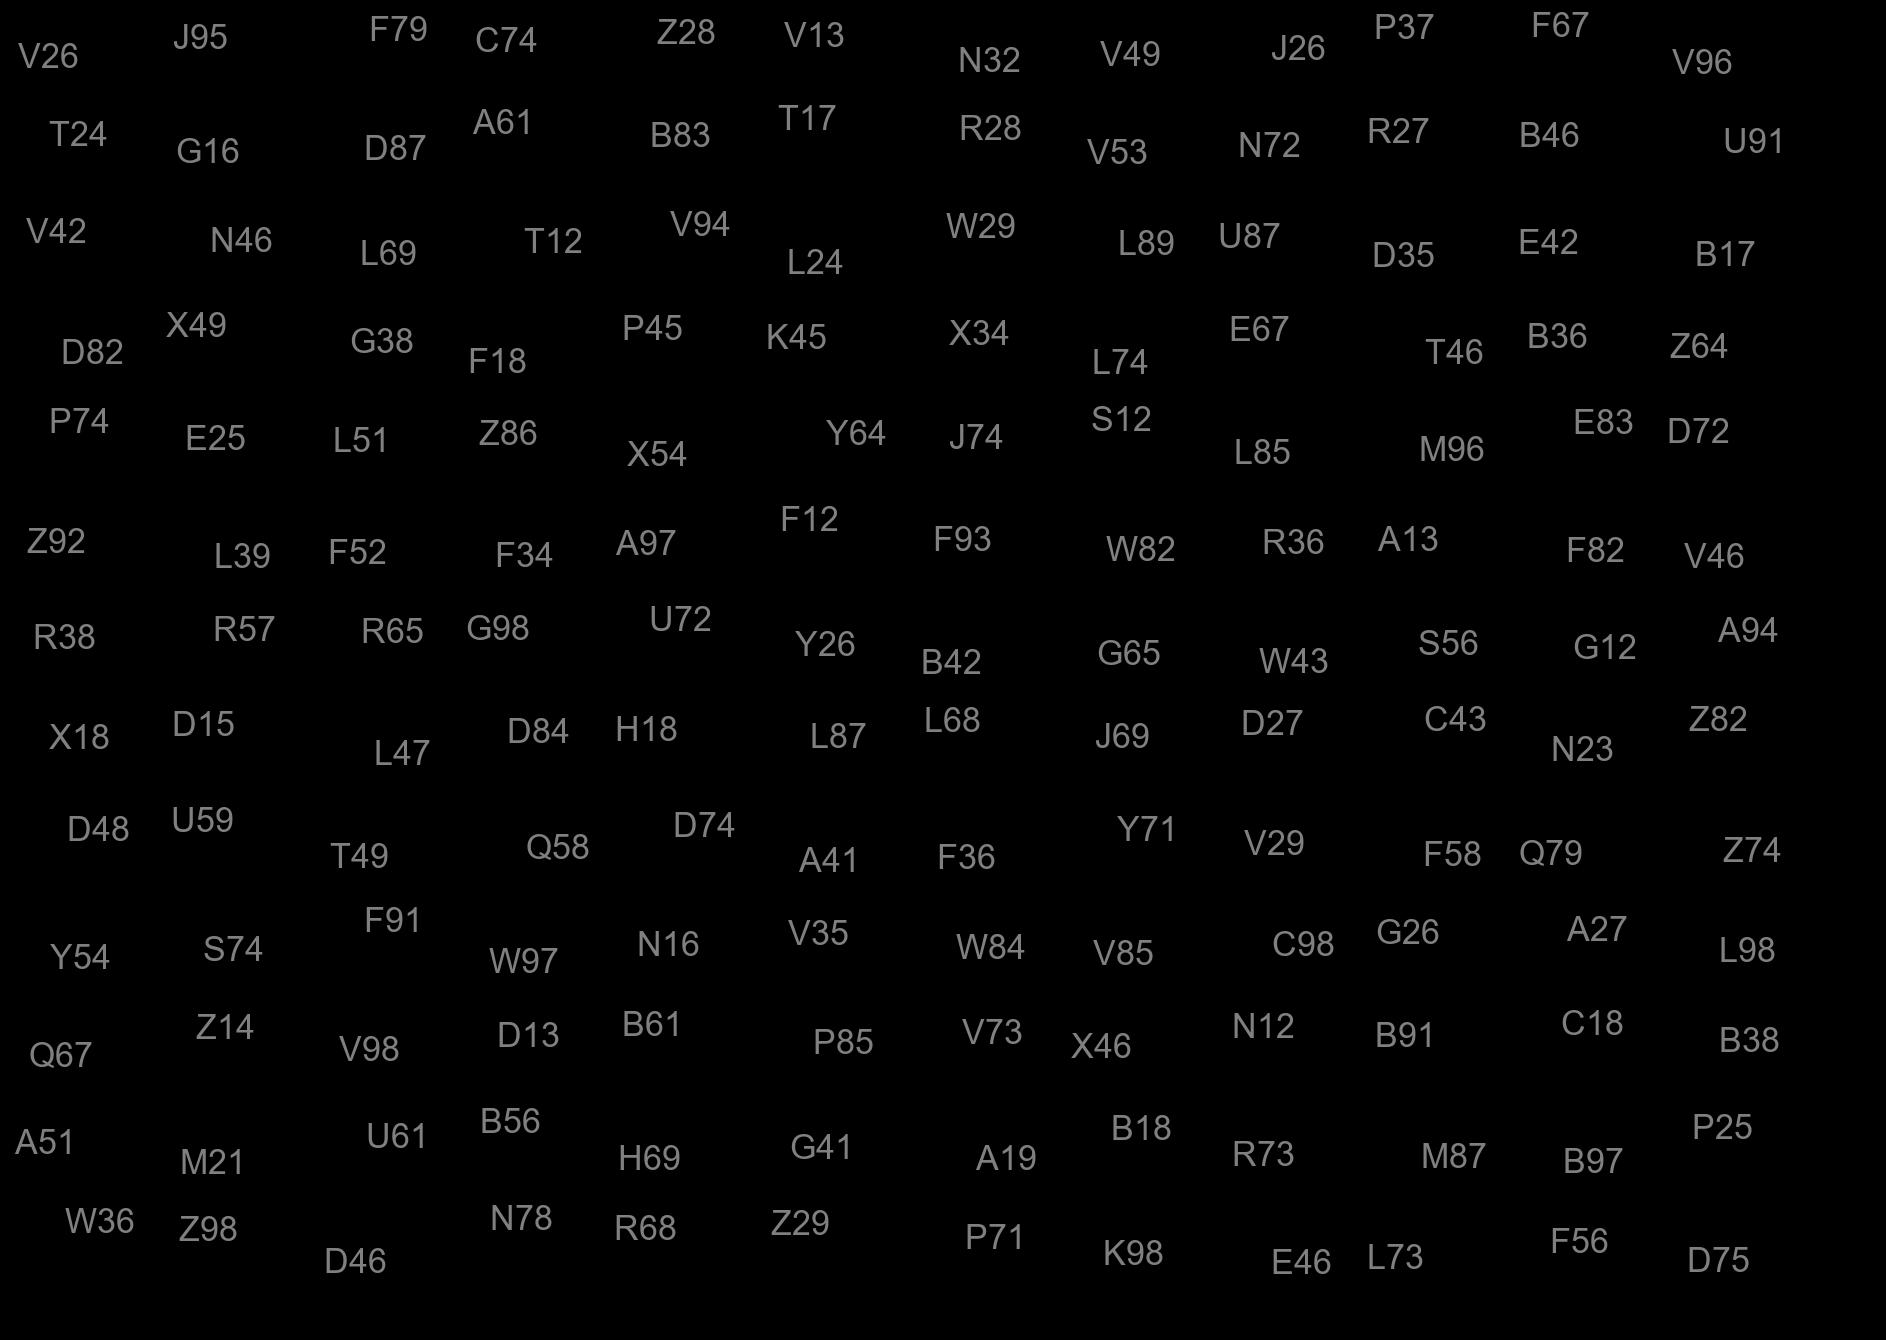 V26 J95 F79 C74 Z28 V13 N32 V49 J26 P37 F67 V96
T24 G16 D87 A61 B83 T17 R28 V53 N72 R27 B46 U91
V42 N46 L69 T12 V94 L24 W29 L89 U87 D35 E42 B17
D82 X49 G38 F18 P45 K45 X34 L74 E67 T46 B36 Z64
P74 E25 L51 Z86 X54 Y64 J74 S12 L85 M96 E83 D72
Z92 L39 F52 F34 A97 F12 F93 W82 R36 A13 F82 V46
R38 R57 R65 G98 U72 Y26 B42 G65 W43 S56 G12 A94
X18 D15 L47 D84 H18 L87 L68 J69 D27 C43 N23 Z82
D48 U59 T49 Q58 D74 A41 F36 Y71 V29 F58 Q79 Z74
Y54 S74 F91 W97 N16 V35 W84 V85 C98 G26 A27 L98
Q67 Z14 V98 D13 B61 P85 V73 X46 N12 B91 C18 B38
A51 M21 U61 B56 H69 G41 A19 B18 R73 M87 B97 P25
W36 Z98 D46 N78 R68 Z29 P71 K98 E46 L73 F56 D75